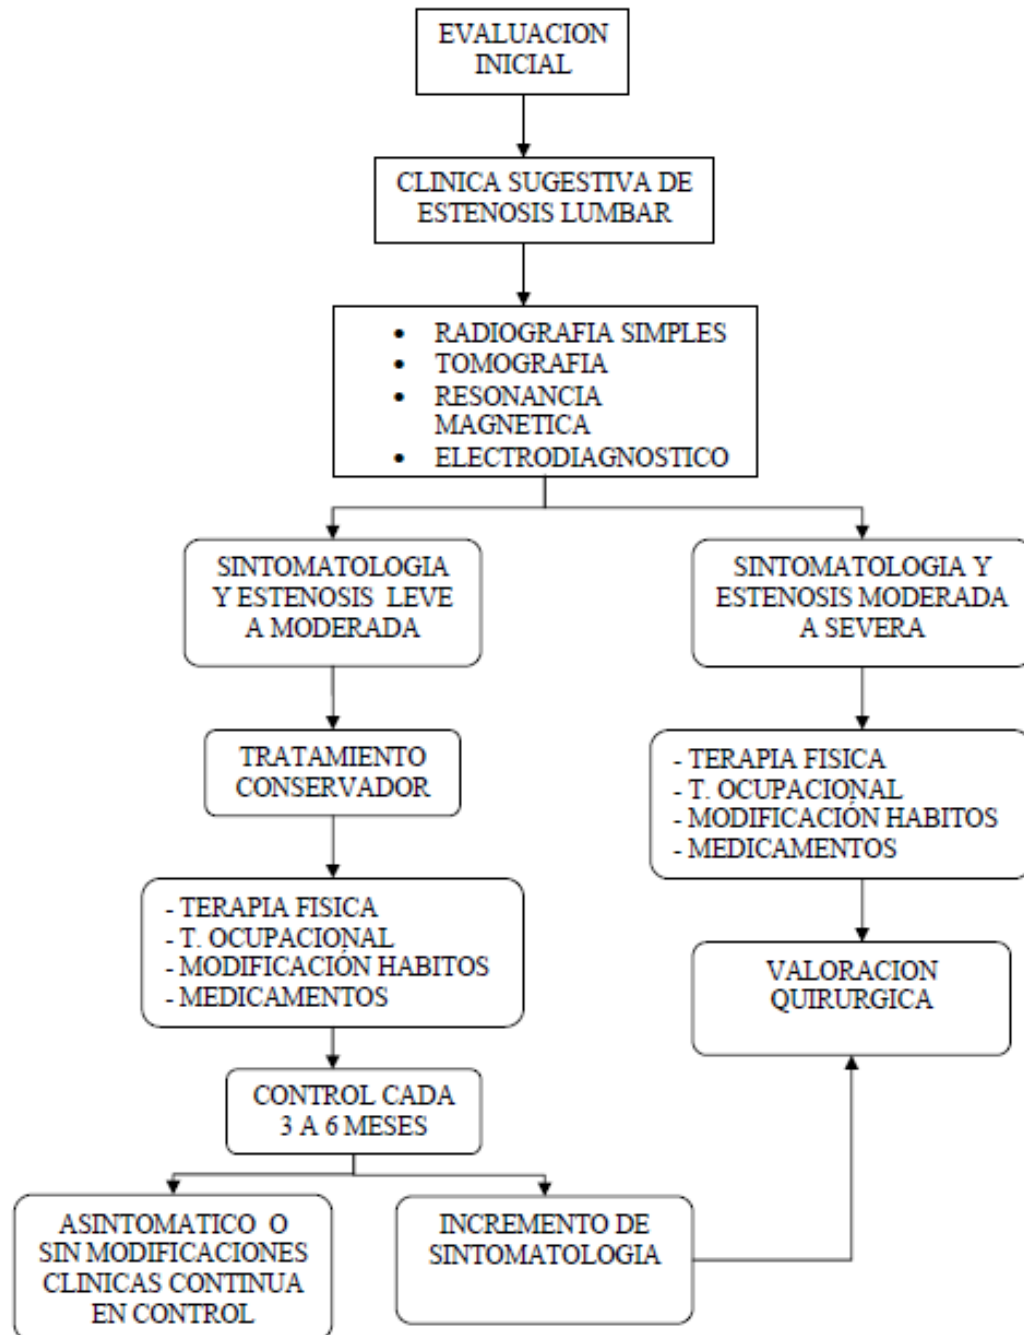 EVALUACION
INICIAL
CLINICA SUGESTIVA DE
ESTENOSIS LUMBAR
• RADIOGRAFIA SIMPLES
• TOMOGRAFIA
• RESONANCIA
MAGNETICA
• ELECTRODIAGNOSTICO
SINTOMATOLOGIA
Y ESTENOSIS LEVE
A MODERADA
SINTOMATOLOGIA Y
ESTENOSIS MODERADA
A SEVERA
TRATAMIENTO
CONSERVADOR
- TERAPIA FISICA
- T. OCUPACIONAL
- MODIFICACIÓN HABITOS
- MEDICAMENTOS
- TERAPIA FISICA
- T. OCUPACIONAL
- MODIFICACIÓN HABITOS
- MEDICAMENTOS
VALORACION
QUIRURGICA
CONTROL CADA
3 A 6 MESES
ASINTOMATICO O
SIN MODIFICACIONES
CLINICAS CONTINUA
EN CONTROL
INCREMENTO DE
SINTOMATOLOGIA